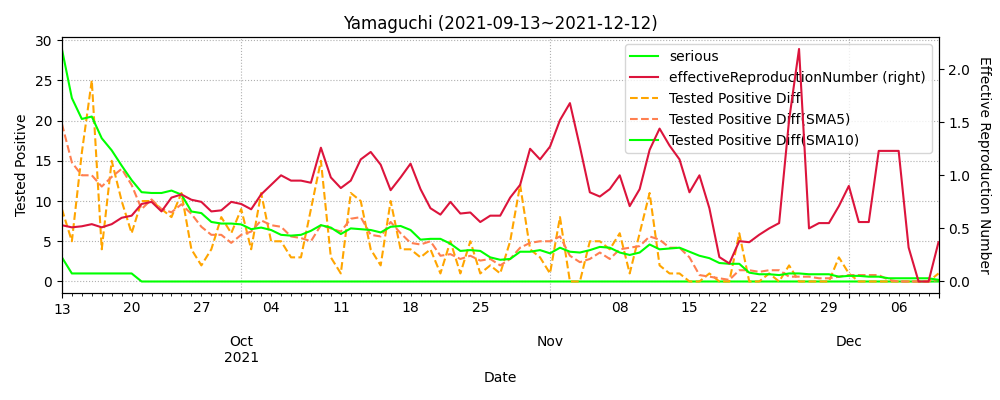 Yamaguchi (2021-09-13~2021-12-12)
30
25
20
15
10
5
0
Tested Positive
serious
effectiveReproductionNumber (right)
Tested Positive Diff
Tested Positive Diff(SMA5)
Tested Positive Diff(SMA10)
2.0
1.5
1.0
0.5
0.0
Effective Reproduction Number
13 20 27 04 11 18 25 08 15 22 29 06
Oct Nov Dec
2021
Date